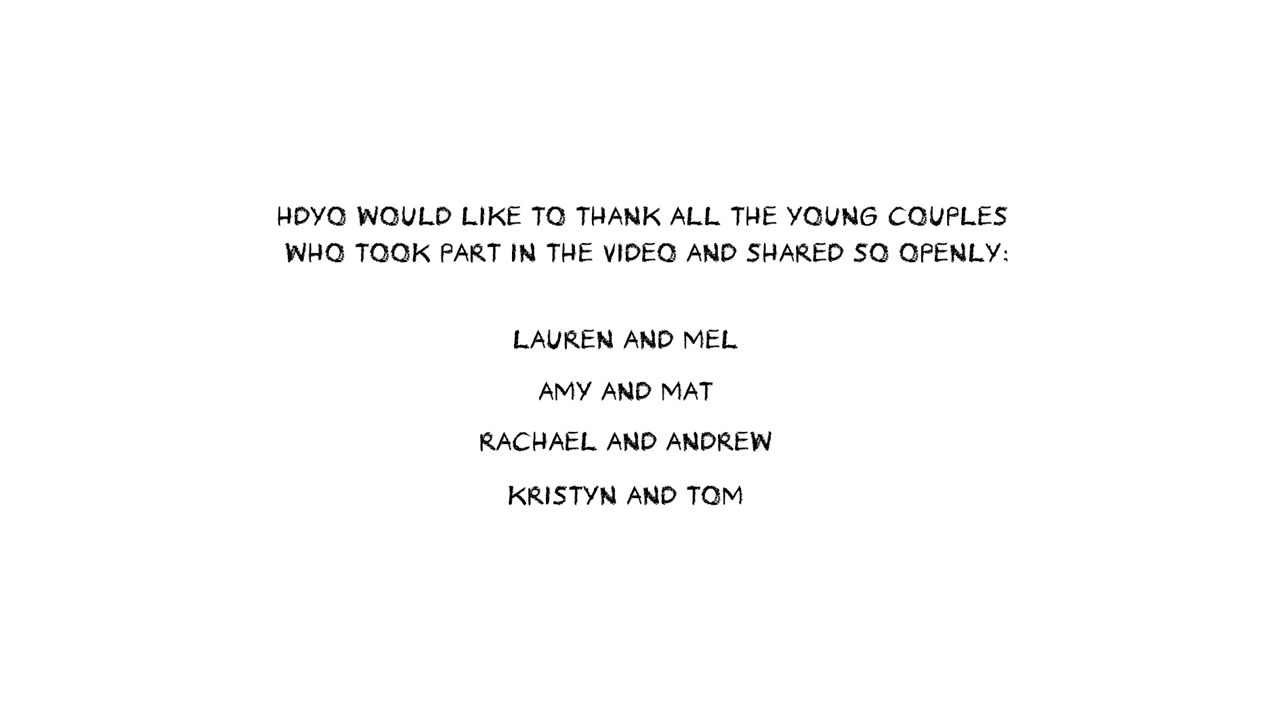 HDYO WOULD LIKE TO THANK ALL THE YOUNG COUPLES
WHO TOOK PART IN THE VIDEO AND SHARED SO OPENLY:
LAUREN AND MEL
AMY AND MAT
RACHAEL AND ANDREW
KRISTYN AND TOM